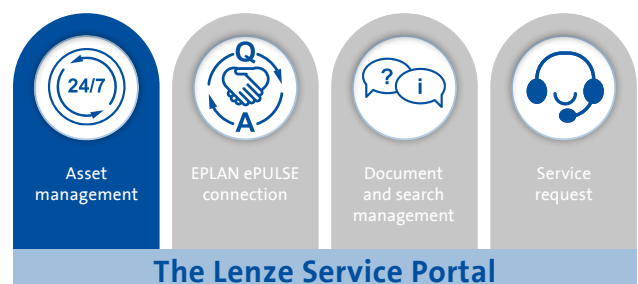 24/7
Asset
management
Q
A
EPLAN ePULSE
connection
?
i
Document
and search
management
Service
request
The Lenze Service Portal